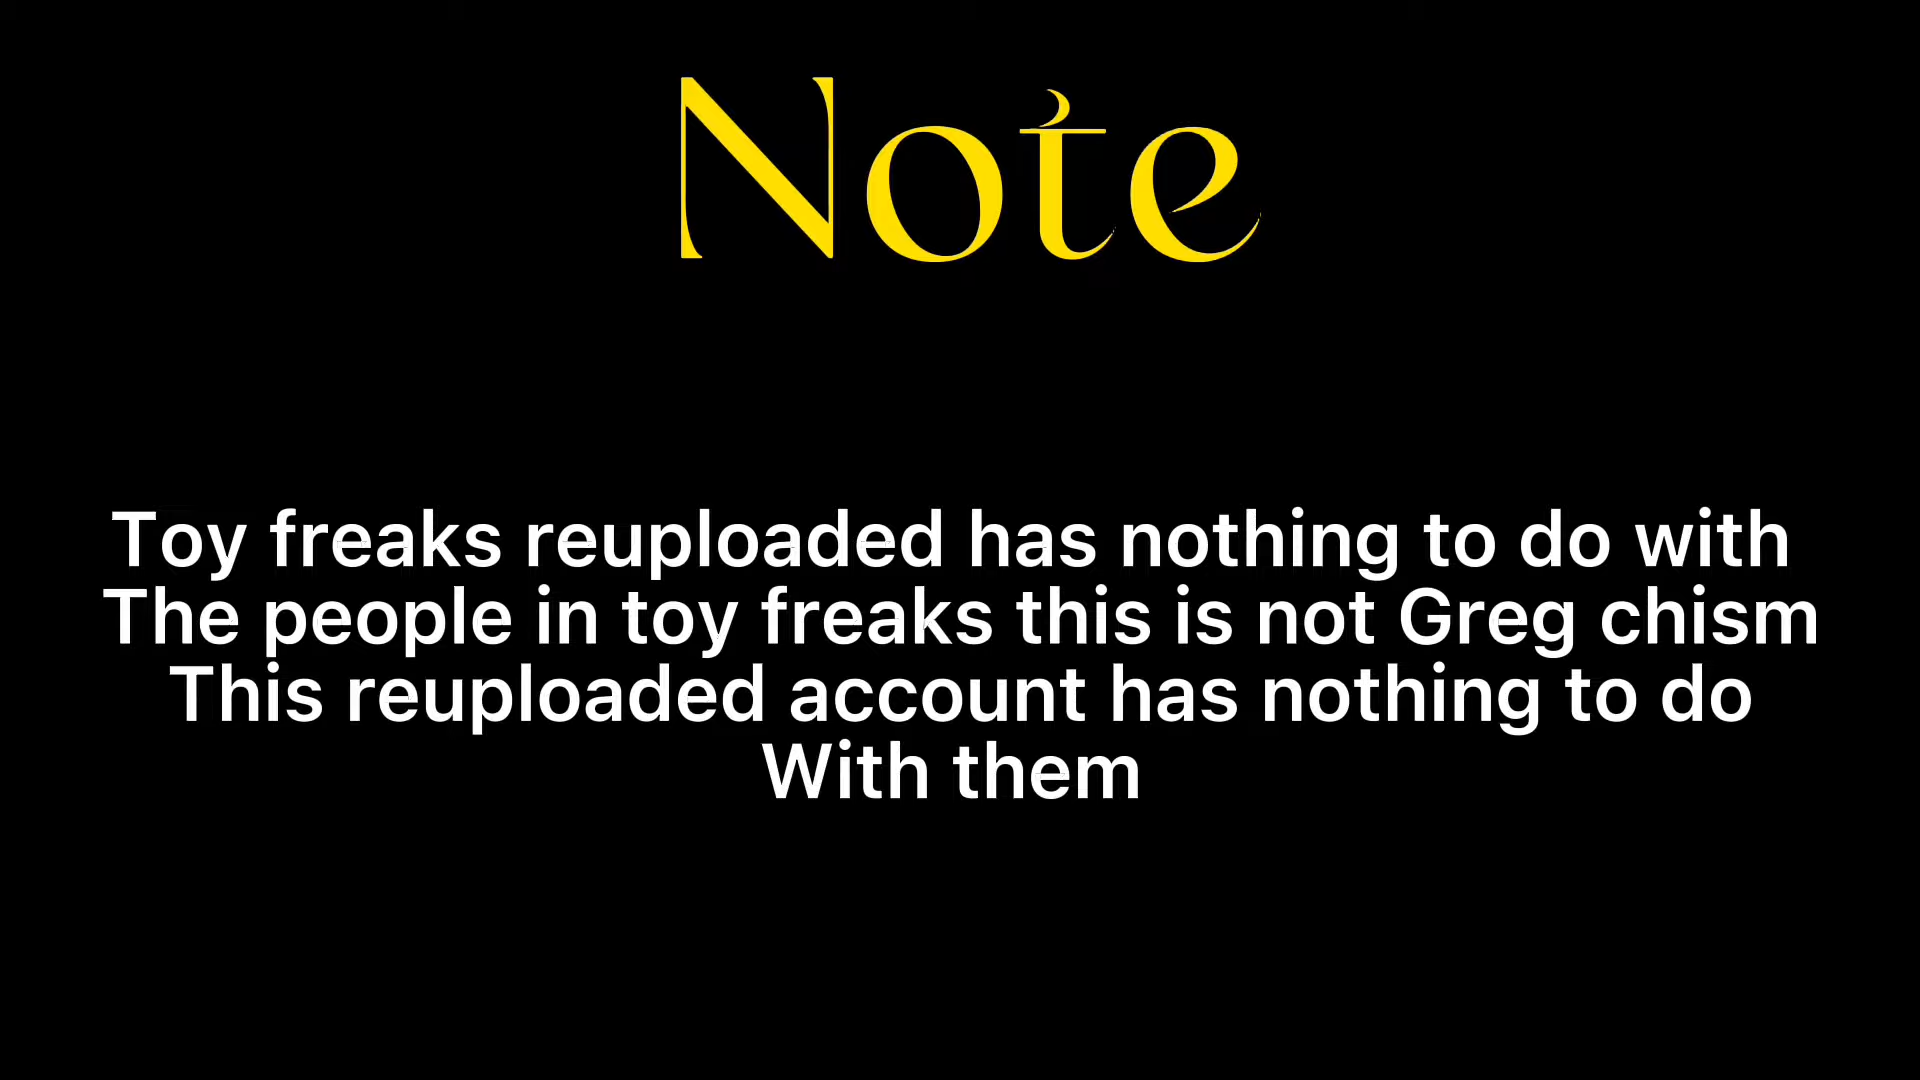 Note
Toy freaks reuploaded has nothing to do with
The people in toy freaks this is not Greg chism
This reuploaded account has nothing to do
With them